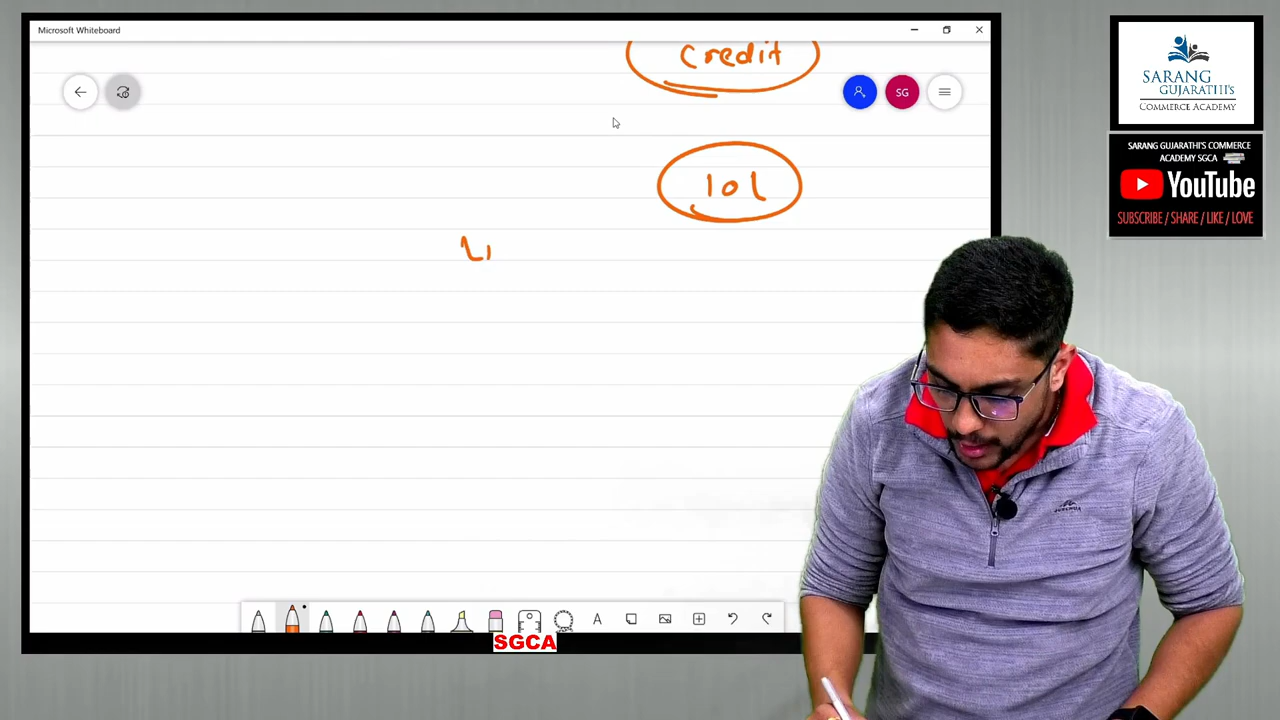 Microsoft Whiteboard
Credit
SG
lol
SGCA
SARANG
GUJARATHI'S
COMMERCE ACADEMY
SARANG GUJARATHI'S COMMERCE
ACADEMY SGCA
YouTube
SUBSCRIBE / SHARE / LIKE / LOVE